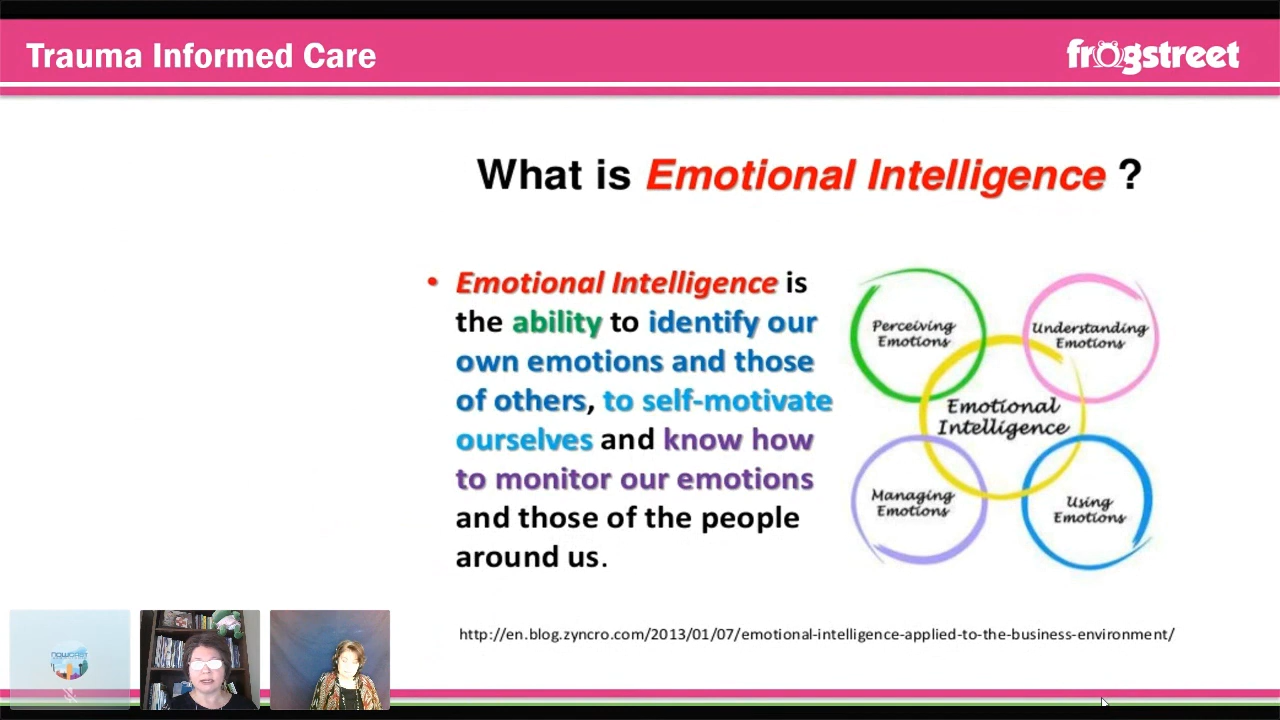 Trauma Informed Care
frogstreet
What is Emotional Intelligence ?
• Emotional Intelligence is
the ability to identify our
own emotions and those
of others, to self-motivate
ourselves and know how
to monitor our emotions
and those of the people
around us.
Perceiving
Emotions
Understanding
Emotions
Emotional
Intelligence
Managing
Emotions
Using
Emotions
http://en.blog.zyncro.com/2013/01/07/emotional-intelligence-applied-to-the-business-environment/